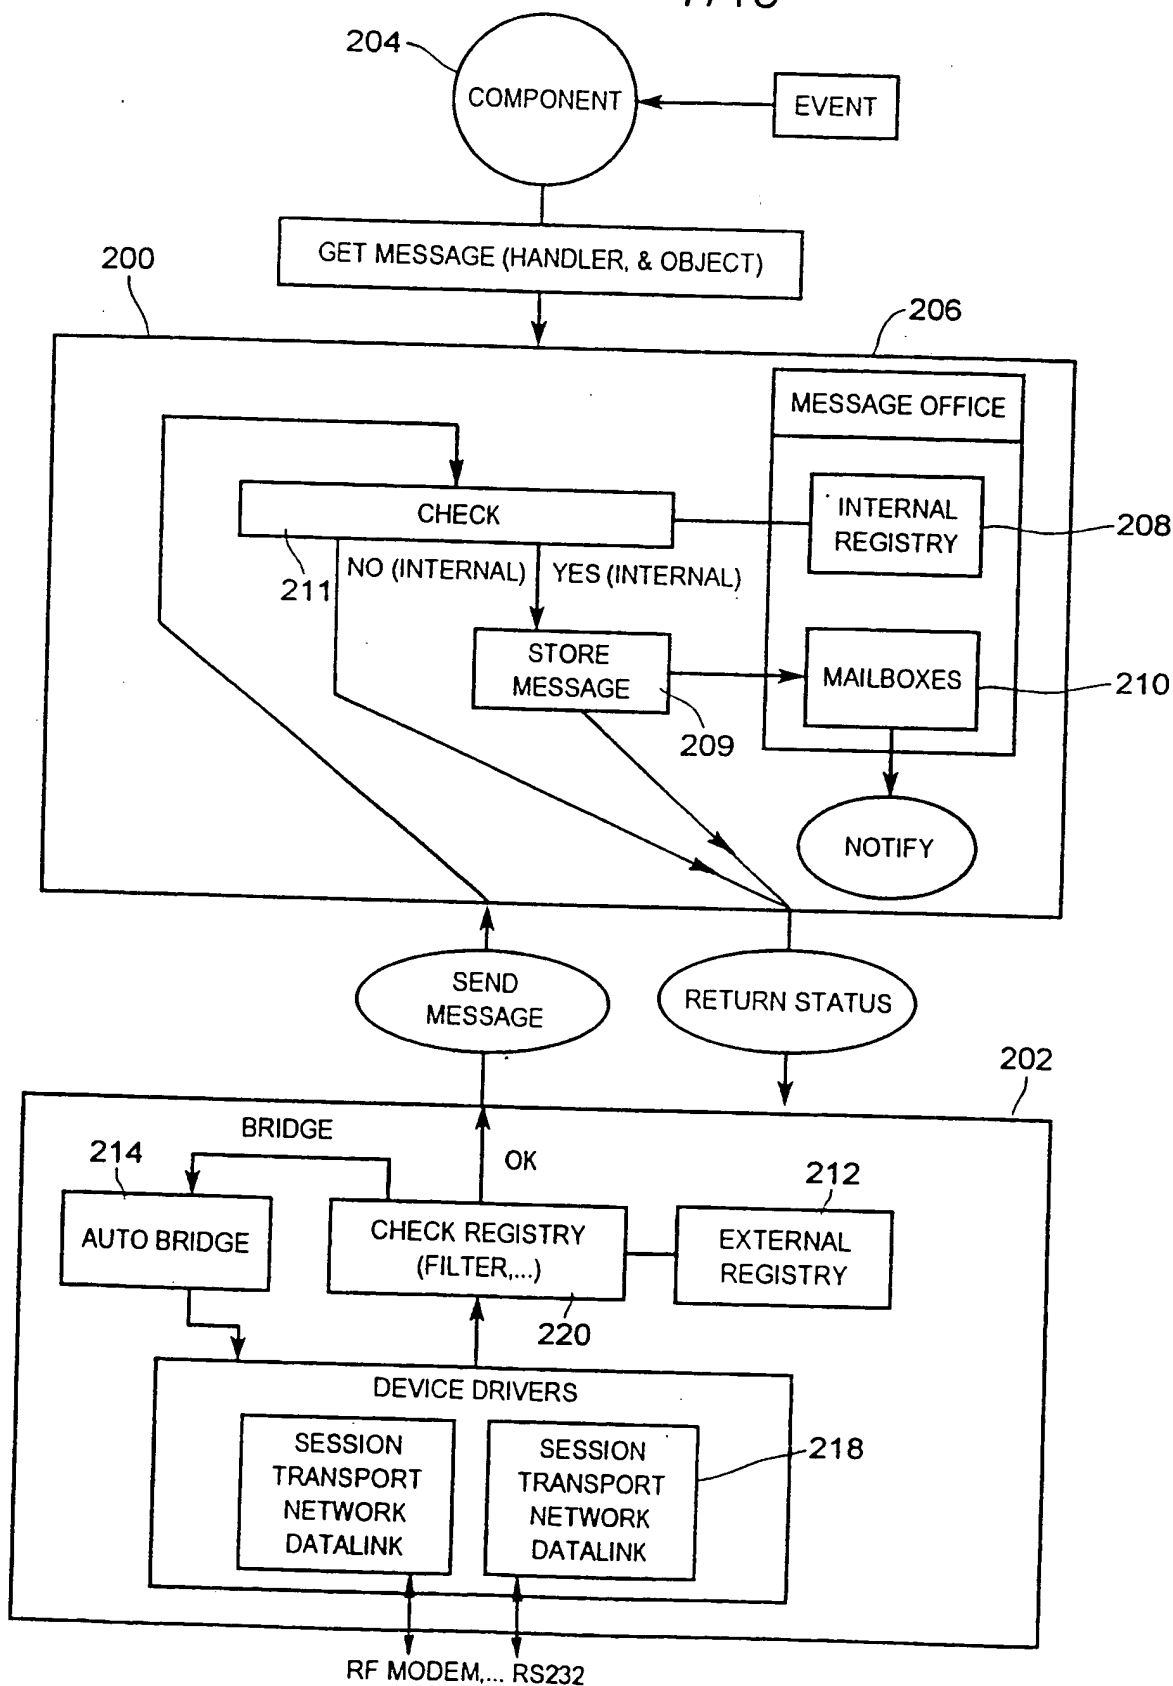 204
COMPONENT
EVENT
GET MESSAGE (HANDLER, & OBJECT)
200
206
MESSAGE OFFICE
CHECK
INTERNAL
REGISTRY
208
211
NO (INTERNAL)
YES (INTERNAL)
STORE
MESSAGE
209
MAILBOXES
210
NOTIFY
SEND
MESSAGE
RETURN STATUS
202
BRIDGE
OK
214
212
AUTO BRIDGE
CHECK REGISTRY
(FILTER,...)
EXTERNAL
REGISTRY
220
DEVICE DRIVERS
SESSION
TRANSPORT
NETWORK
DATALINK
SESSION
TRANSPORT
NETWORK
DATALINK
218
RF MODEM,... RS232